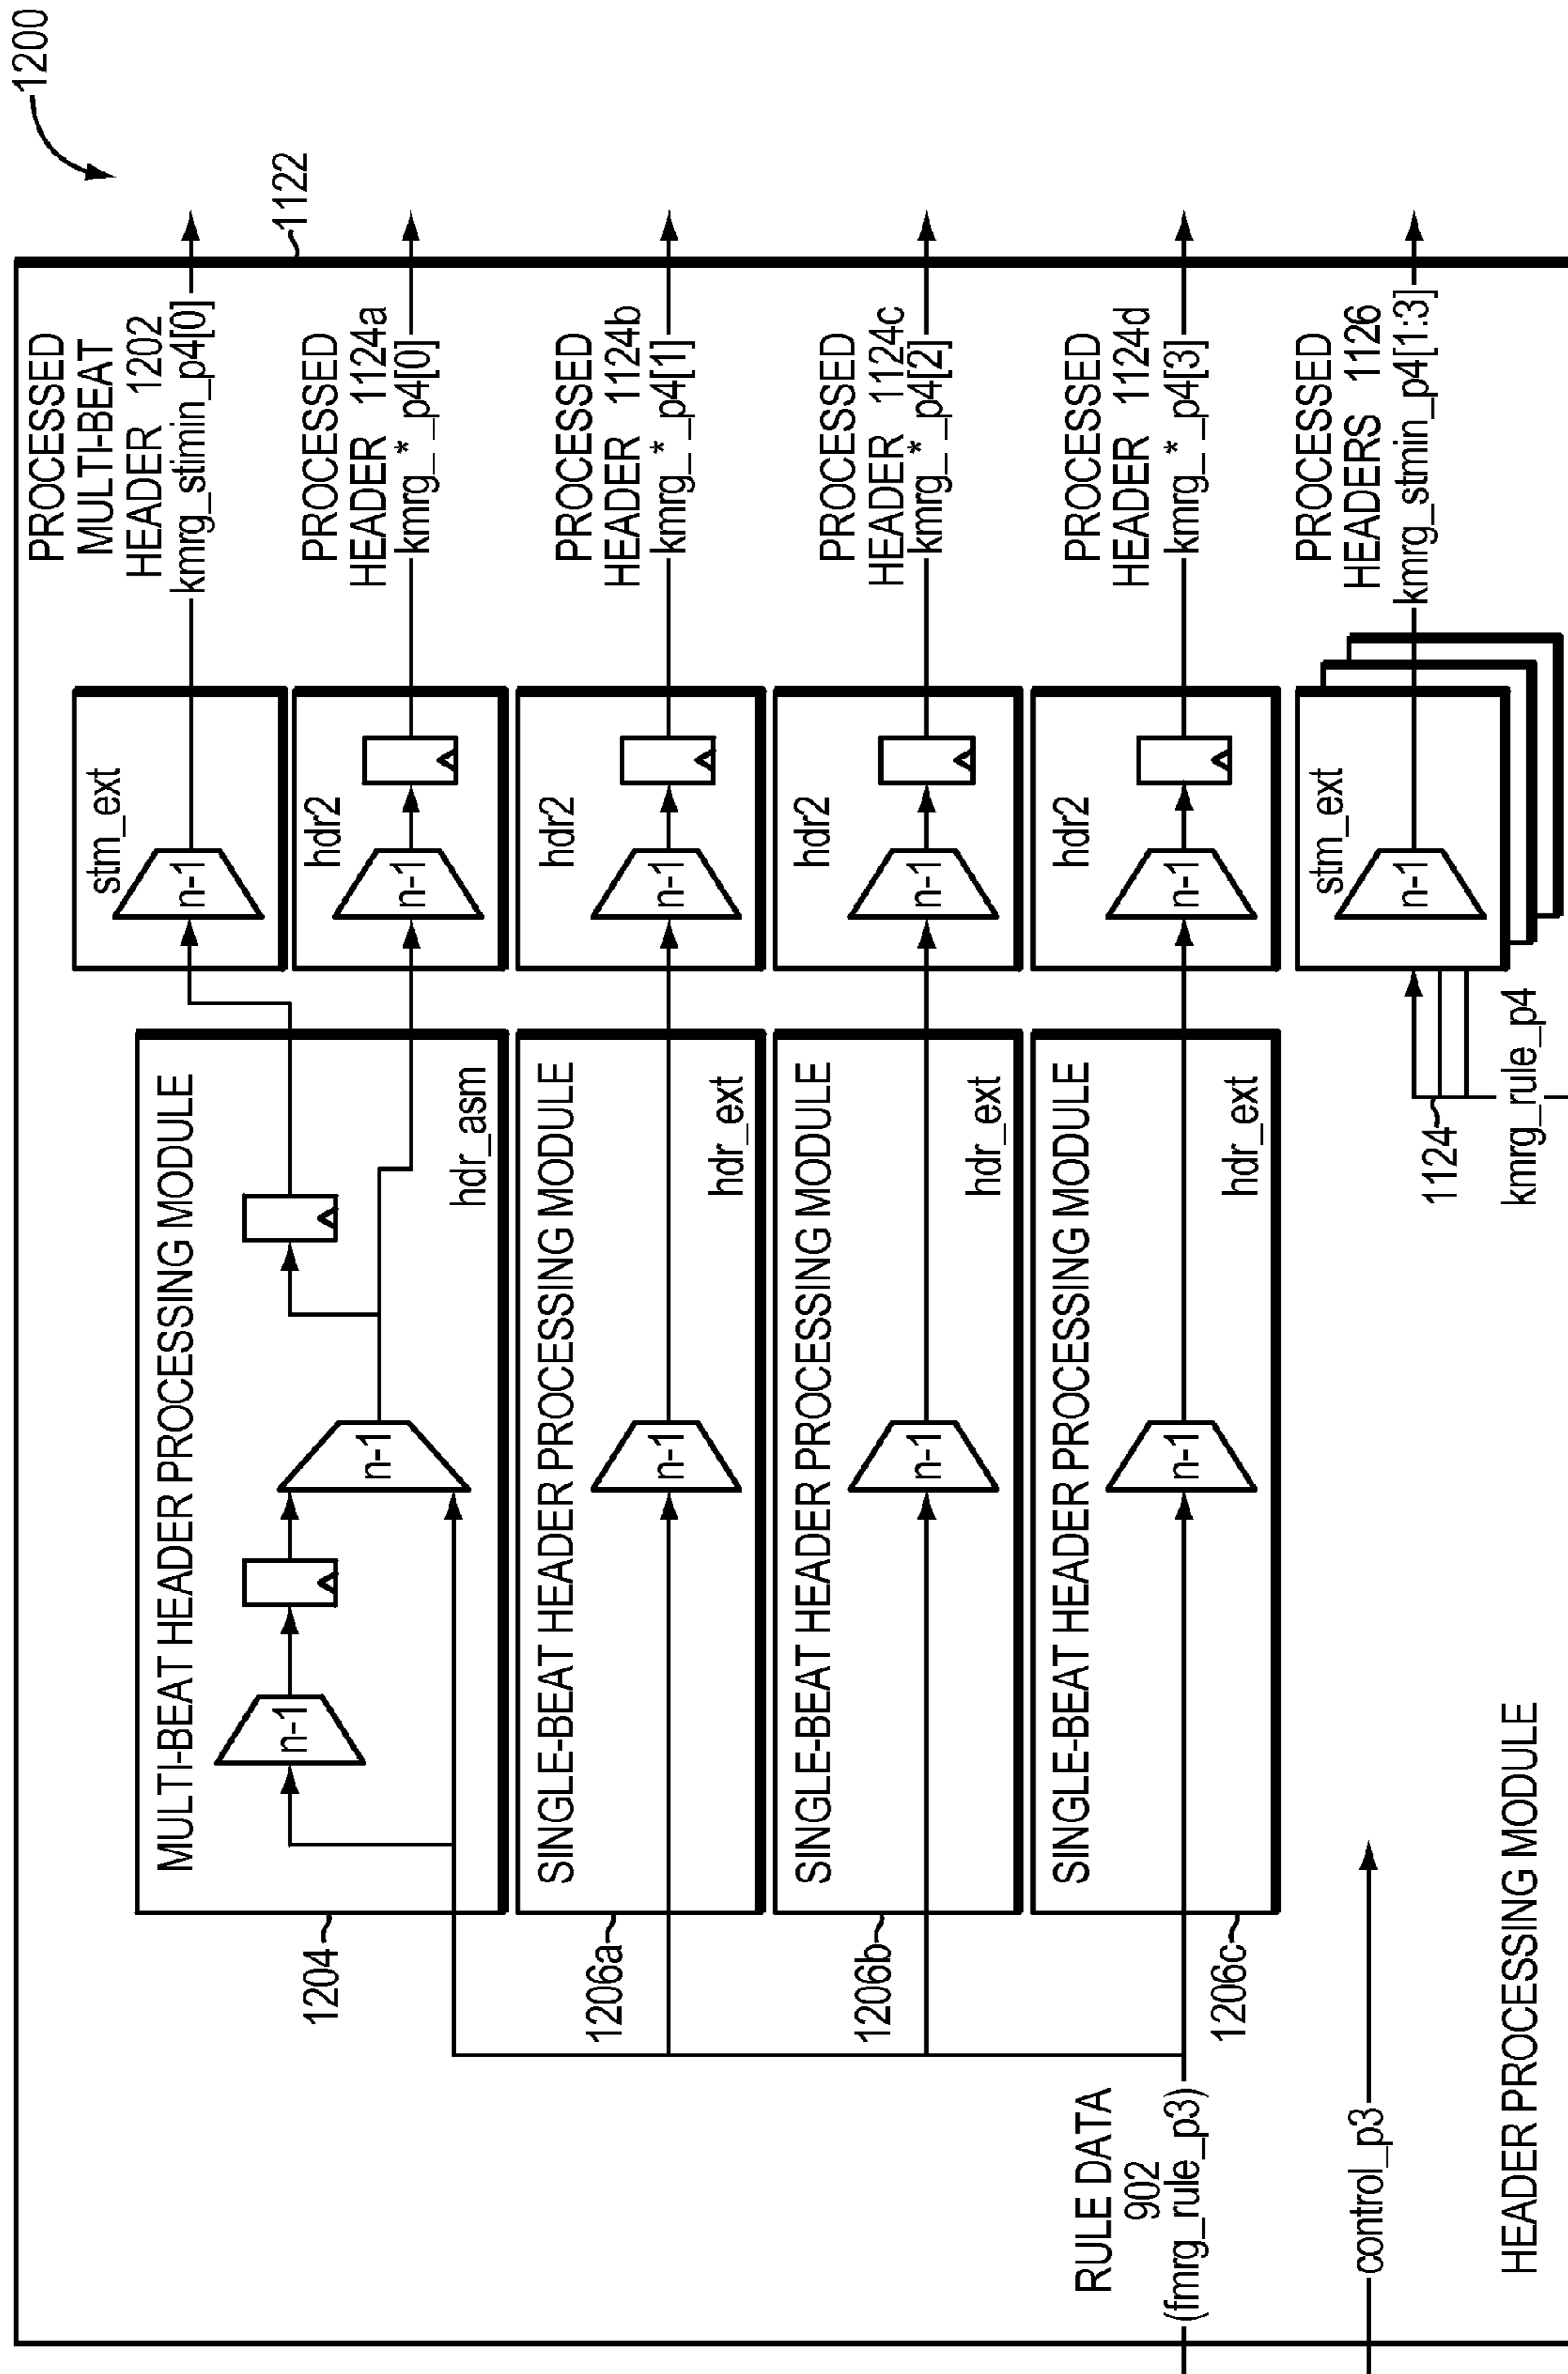 1200
1122
PROCESSED
MULTI-BEAT
HEADER 1202
kmrg_stimin_p4[0]
stm_ext
n-1
MULTI-BEAT HEADER PROCESSING MODULE
n-1
n-1
hdr_asm
1204
PROCESSED
HEADER 1124a
kmrg_*_p4[0]
hdr2
n-1
SINGLE-BEAT HEADER PROCESSING MODULE
n-1
hdr_ext
1206a
hdr2
n-1
PROCESSED
HEADER 1124b
kmrg_*_p4[1]
SINGLE-BEAT HEADER PROCESSING MODULE
n-1
hdr_ext
1206b
hdr2
n-1
PROCESSED
HEADER 1124c
kmrg_*_p4[2]
SINGLE-BEAT HEADER PROCESSING MODULE
n-1
hdr_ext
1206c
hdr2
n-1
PROCESSED
HEADER 1124d
kmrg_*_p4[3]
RULE DATA
902
(fmrg_rule_p3)
stm_ext
n-1
PROCESSED
HEADERS 1126
kmrg_stmin_p4[1:3]
control_p3
1124
kmrg_rule_p4
HEADER PROCESSING MODULE